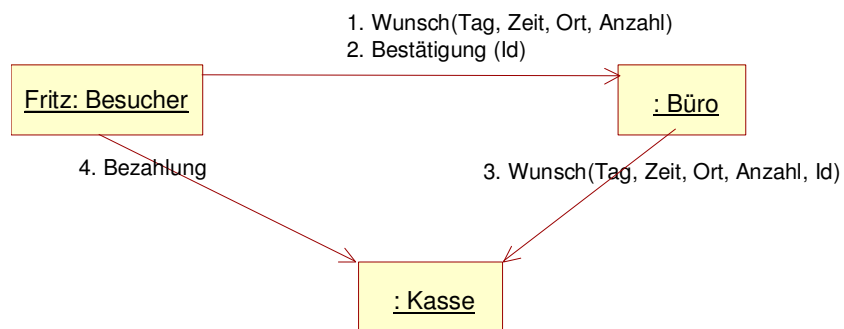 1. Wunsch(Tag, Zeit, Ort, Anzahl)
2. Bestätigung (Id)
Fritz: Besucher
: Büro
4. Bezahlung
3. Wunsch(Tag, Zeit, Ort, Anzahl, Id)
: Kasse